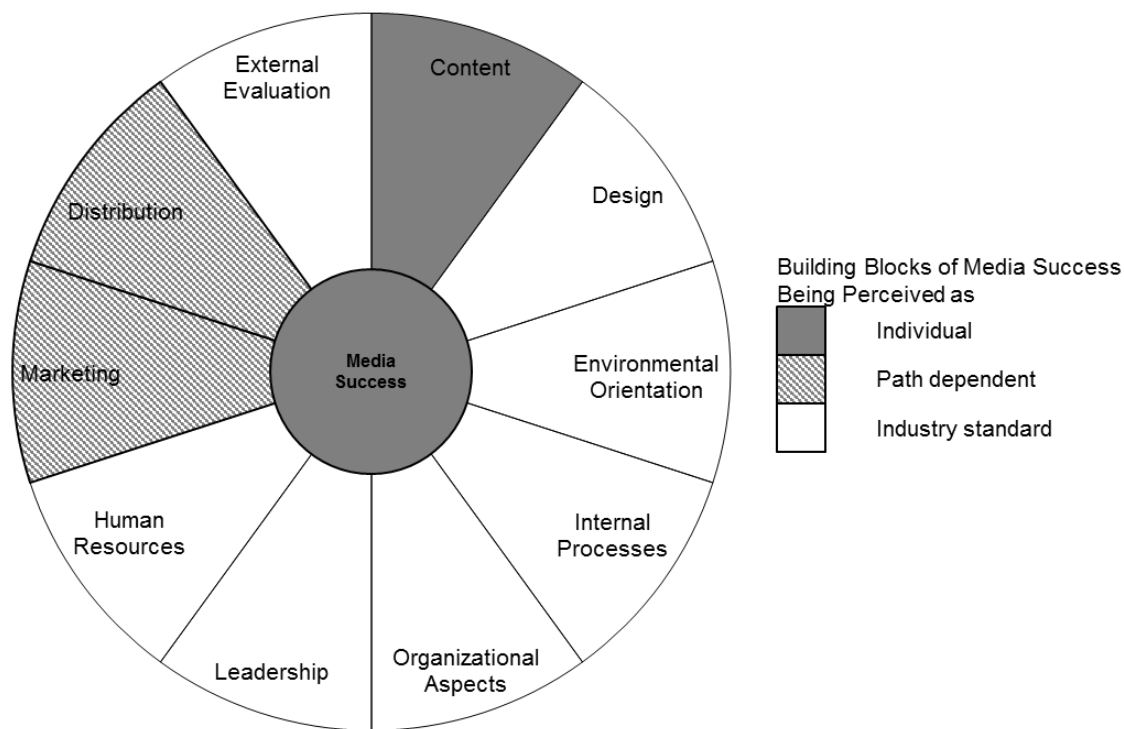 External
Evaluation
Content
Design
Environmental
Orientation
Internal
Processes
Organizational
Aspects
Leadership
Human
Resources
Marketing
Distribution
Media
Success
Building Blocks of Media Success
Being Perceived as
Individual
Path dependent
Industry standard